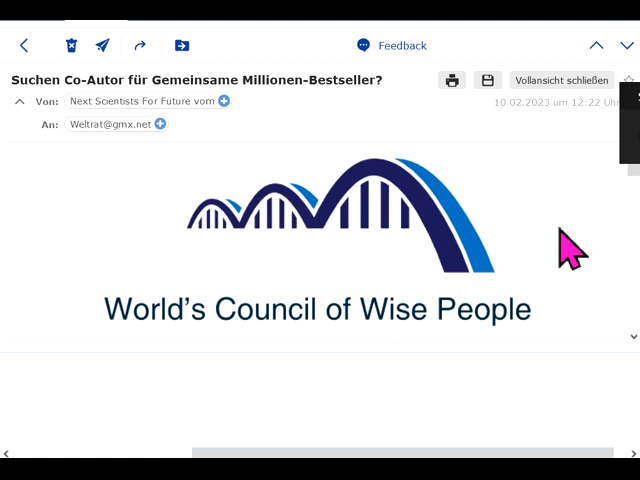 Feedback
Suchen Co-Autor für Gemeinsame Millionen-Bestseller?
Vollansicht schließen
Von: Next Scientists For Future vom
10.02.2023 um 12:22 Uhr
An: Weltrat@gmx.net
World's Council of Wise People